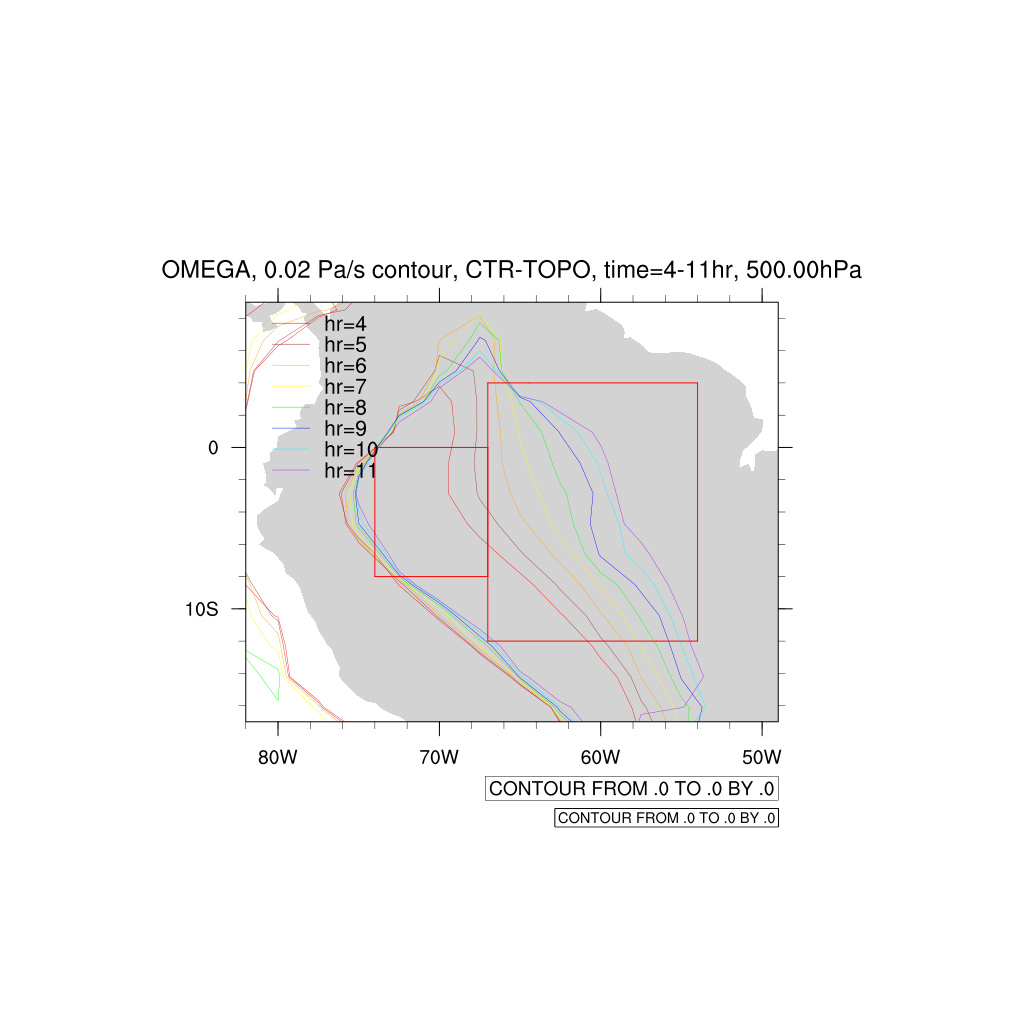 OMEGA, 0.02 Pa/s contour, CTR-TOPO, time=4-11hr, 500.00hPa
hr=4
hr=5
hr=6
hr=7
hr=8
hr=9
hr=10
hr=11
0
10S
80W 70W 60W 50W
CONTOUR FROM .0 TO .0 BY .0
CONTOUR FROM .0 TO .0 BY .0